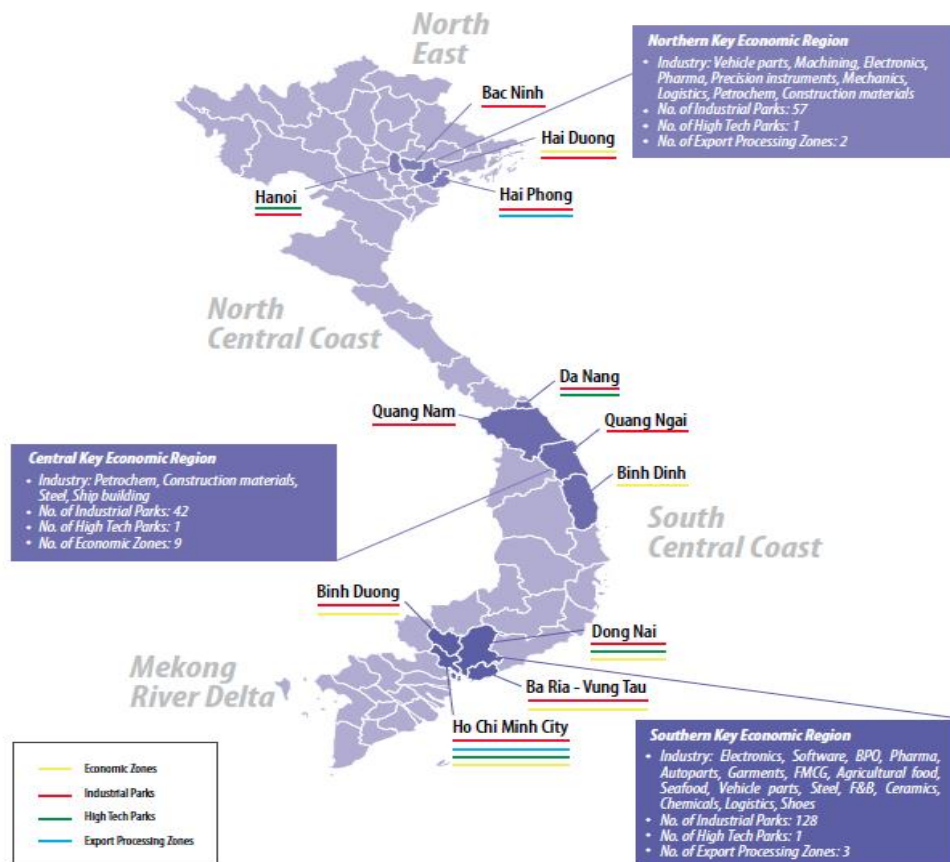 North
East
Northern Key Economic Region
• Industry: Vehicle parts, Machining, Electronics,
Pharma, Precision instruments, Mechanics,
Logistics, Petrochem, Construction materials
• No. of Industrial Parks: 57
• No. of High Tech Parks: 1
• No. of Export Processing Zones: 2
Bac Ninh
Hai Duong
Hanoi
Hai Phong
North
Central Coast
Da Nang
Quang Nam
Quang Ngai
Central Key Economic Region
• Industry: Petrochem, Construction materials,
Steel, Ship building
• No. of Industrial Parks: 42
• No. of High Tech Parks: 1
• No. of Economic Zones: 9
Binh Dinh
South
Central Coast
Binh Duong
Dong Nai
Mekong
River Delta
Ba Ria - Vung Tau
Ho Chi Minh City
Southern Key Economic Region
• Industry: Electronics, Software, BPO, Pharma,
Autoparts, Garments, FMCG, Agricultural food,
Seafood, Vehicle parts, Steel, F&B, Ceramics,
Chemicals, Logistics, Shoes
• No. of Industrial Parks: 128
• No. of High Tech Parks: 1
• No. of Export Processing Zones: 3
Economic Zones
Industrial Parks
High Tech Parks
Export Processing Zones